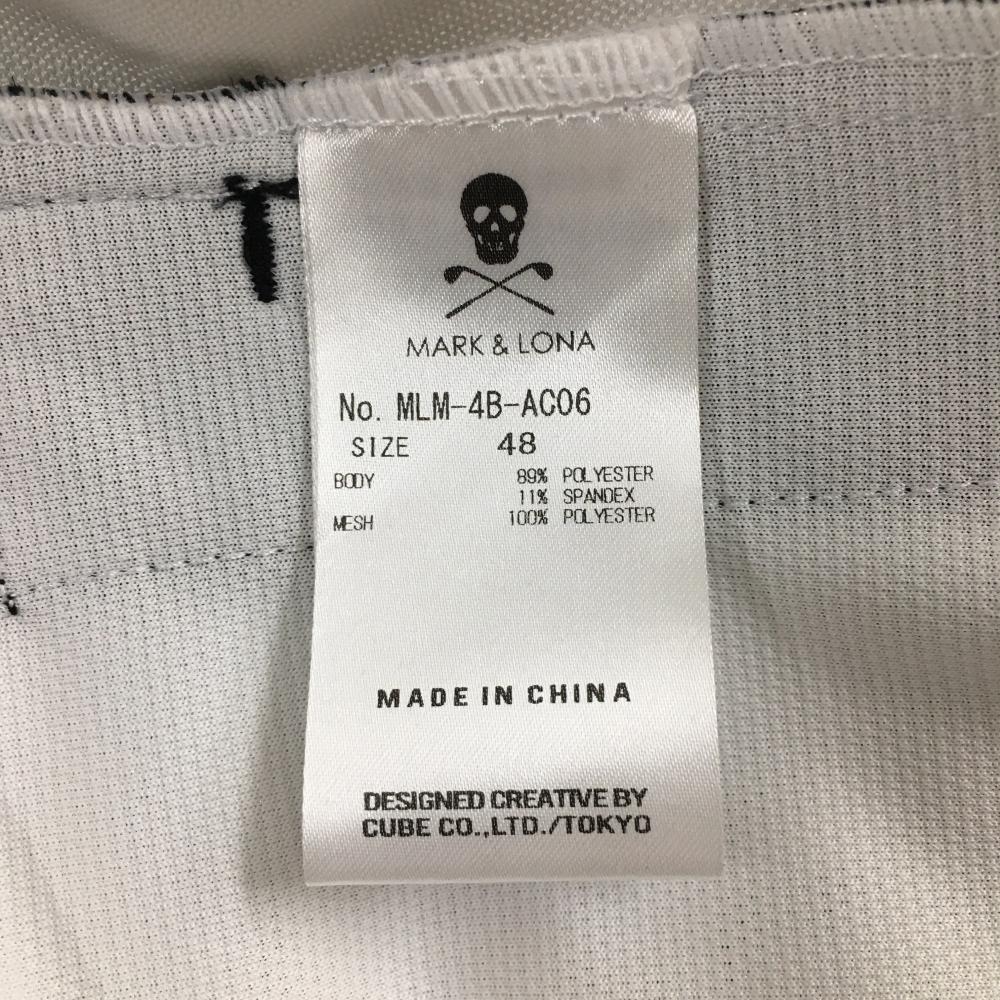 MARK & LONA
No. MLM-4B-AC06
SIZE 48
BODY 89% POLYESTER
11% SPANDEX
MESH 100% POLYESTER
MADE IN CHINA
DESIGNED CREATIVE BY
CUBE CO.,LTD./TOKYO